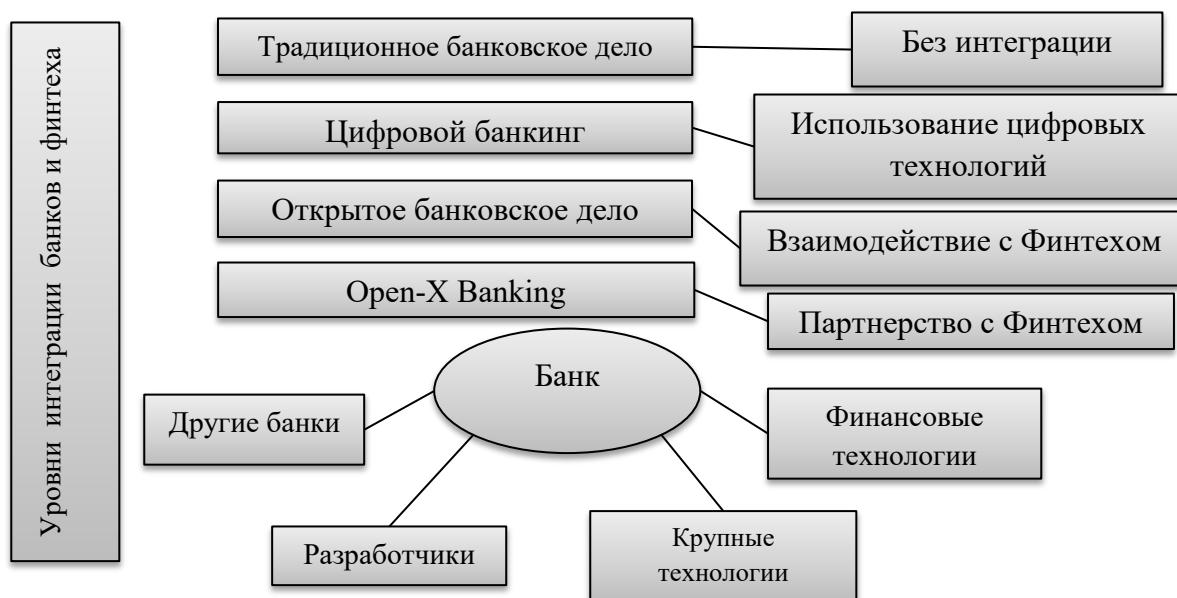 Уровни интеграции банков и финтеха
Традиционное банковское дело
Без интеграции
Цифровой банкинг
Использование цифровых
технологий
Открытое банковское дело
Взаимодействие с Финтехом
Open-X Banking
Партнерство с Финтехом
Банк
Другие банки
Финансовые
технологии
Разработчики
Крупные
технологии